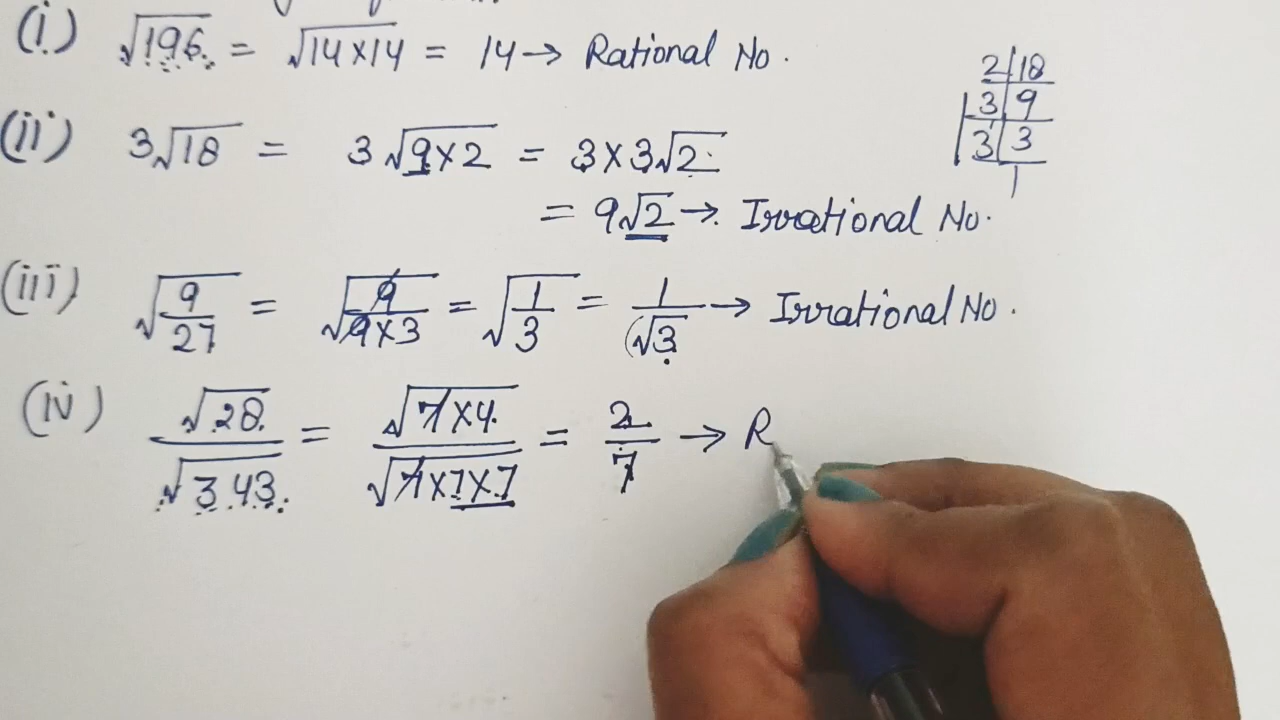 (i) √196 = √14×14 = 14 → Rational No.
2 | 18
3 | 9
3 | 3
1
(ii) 3√18 = 3√9×2 = 3×3√2
= 9√2 → Irrational No.
(iii) √9/27 = √9/9×3 = √1/3 = 1/√3 → Irrational No.
(iv) √28/√343 = √7×4/√7×7×7 = 2/7 → R